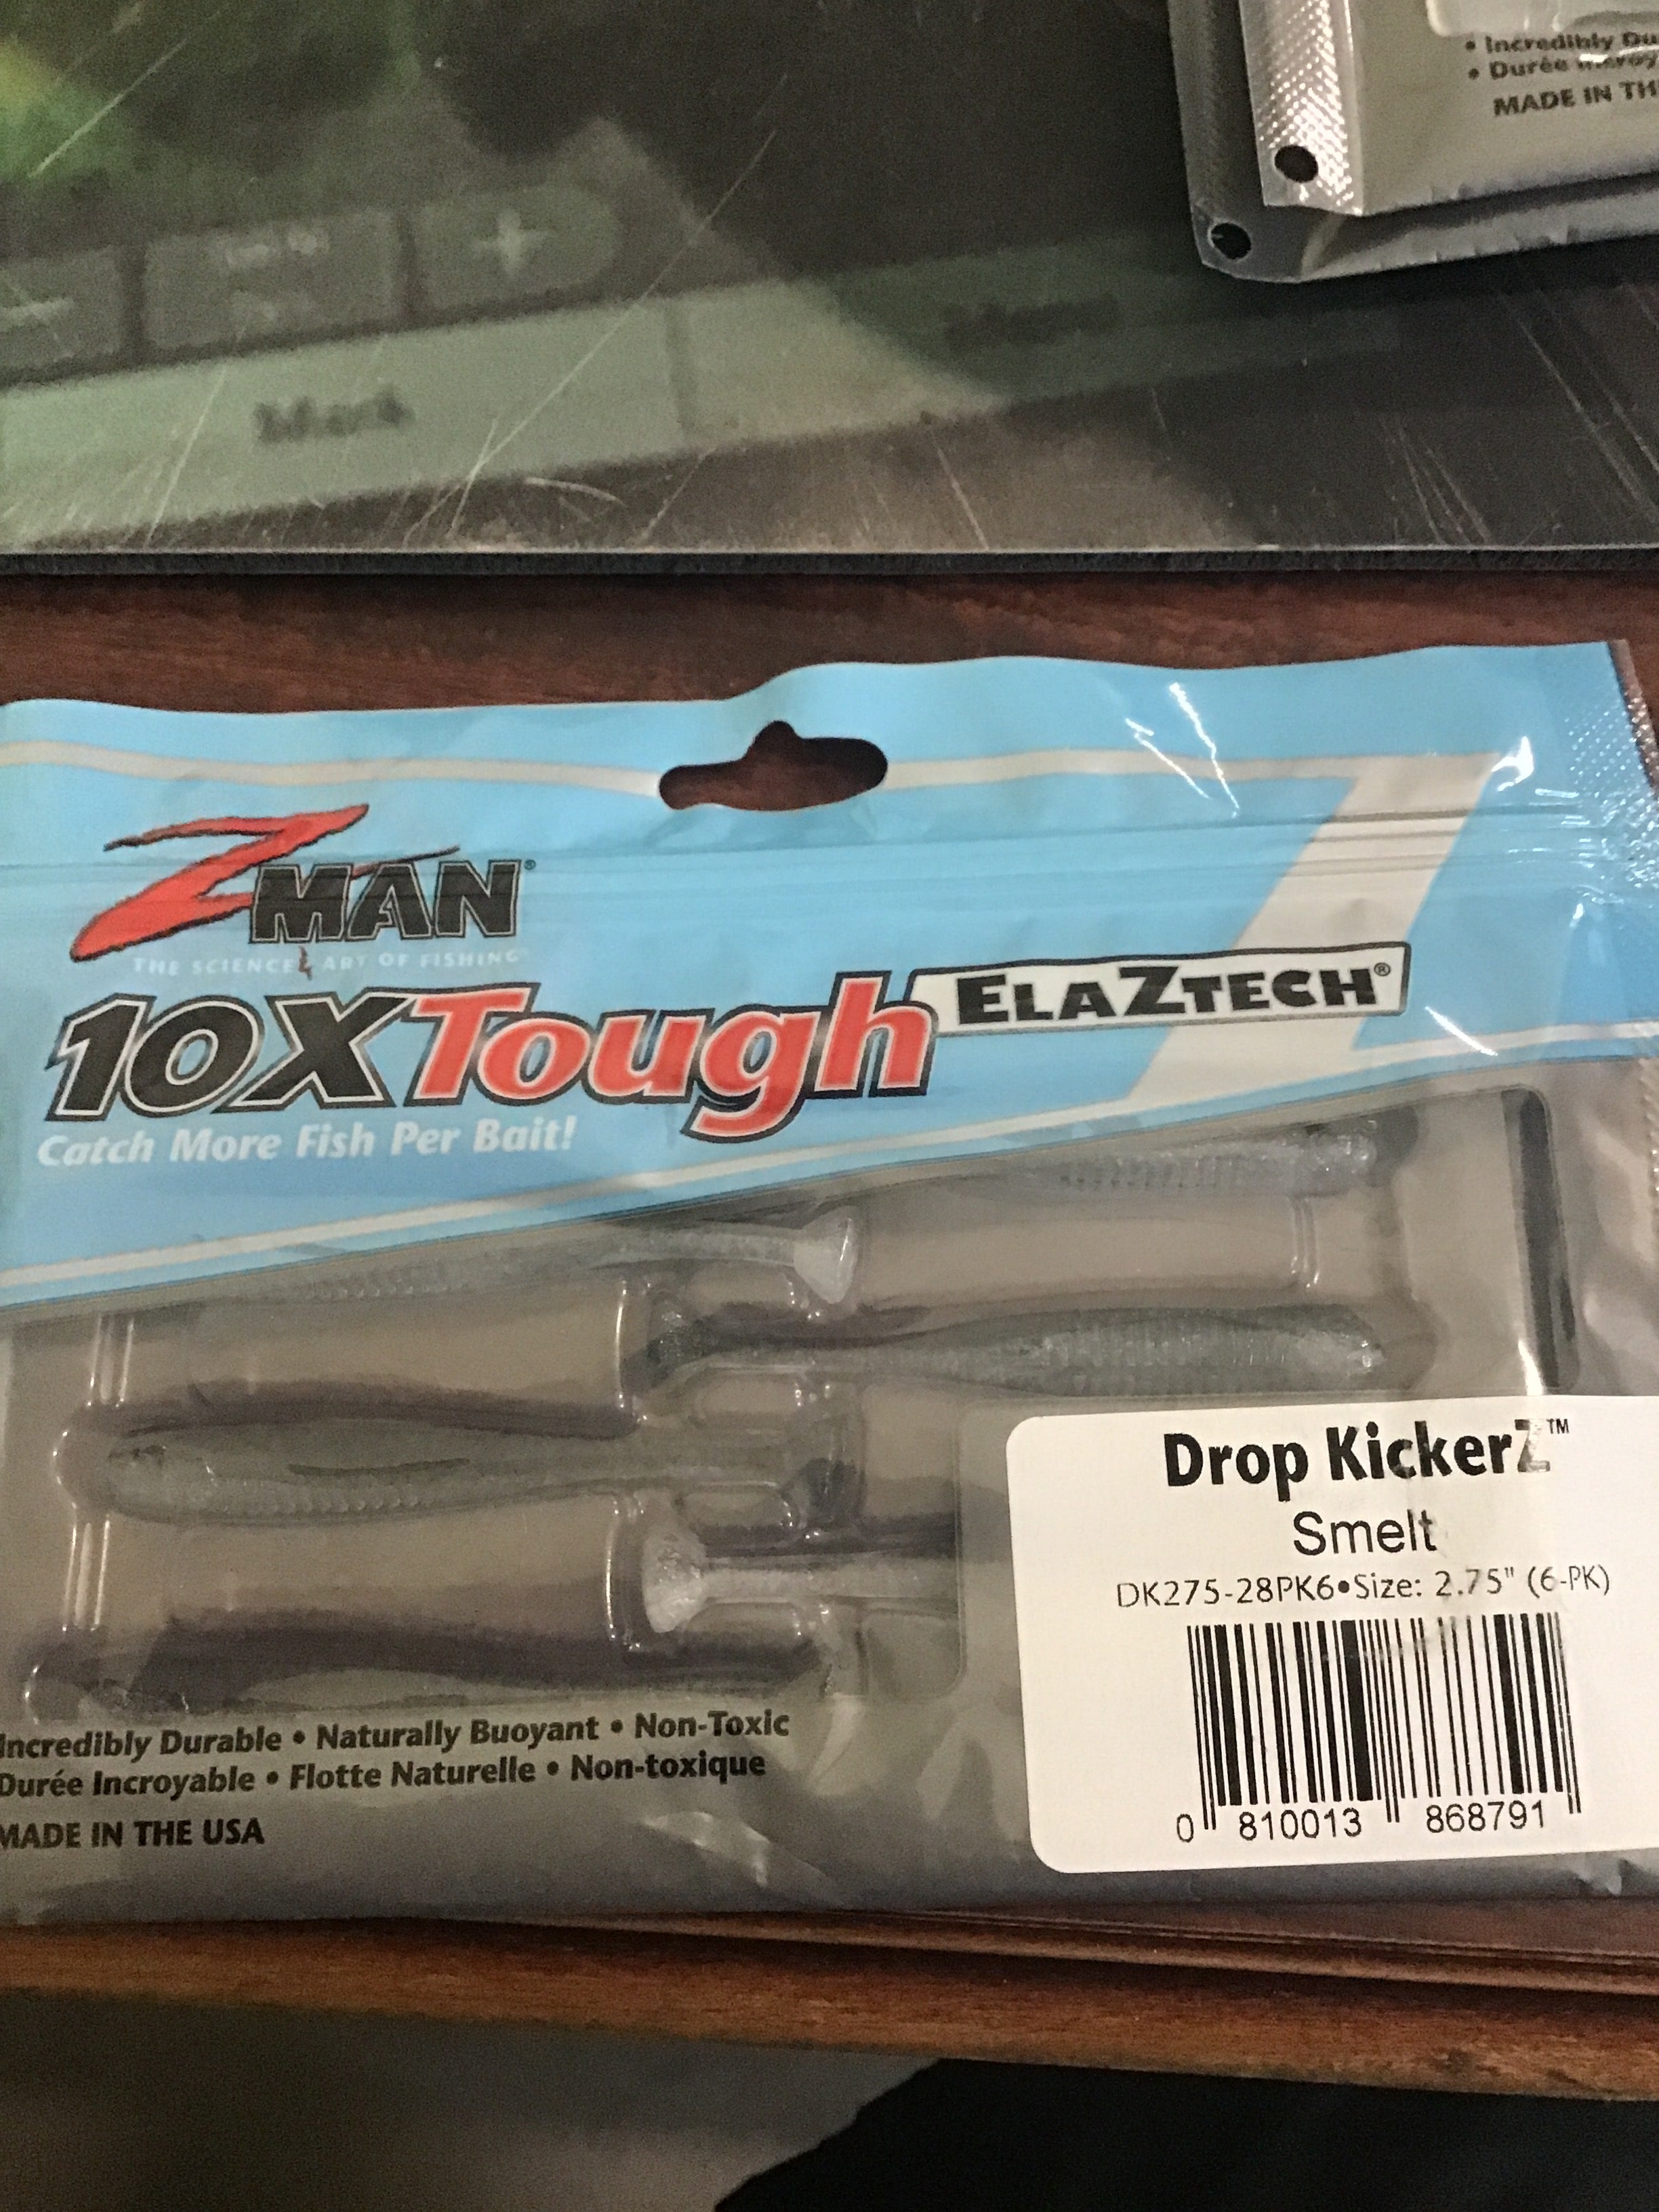 • Incredibly Du
• Durée
MADE IN TH
ZMAN®
THE SCIENCE & ART OF FISHING
10X Tough ELAZTECH®
Catch More Fish Per Bait!
Drop KickerZ™
Smelt
DK275-28PK6•Size: 2.75" (6-PK)
0 810013 868791
Incredibly Durable • Naturally Buoyant • Non-Toxic
Durée Incroyable • Flotte Naturelle • Non-toxique
MADE IN THE USA